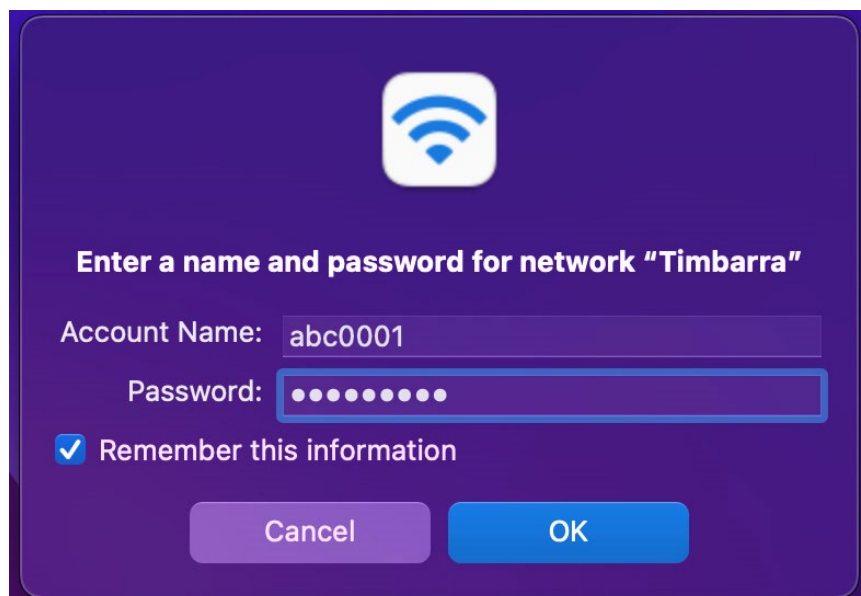 Enter a name and password for network “Timbarra”
Account Name: abc0001
Password: •••••••••
Remember this information
Cancel OK